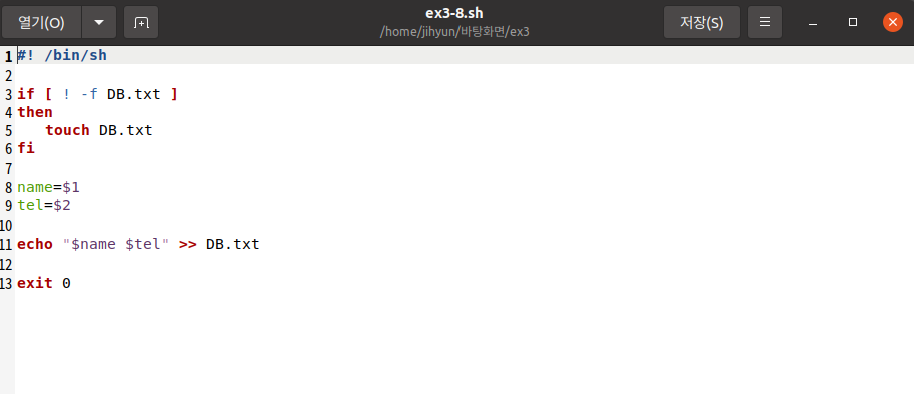 열기(O)
ex3-8.sh
/home/jihyun/바탕화면/ex3
저장(S)
1 #! /bin/sh
2
3 if [ ! -f DB.txt ]
4 then
5 touch DB.txt
6 fi
7
8 name=$1
9 tel=$2
10
11 echo "$name $tel" >> DB.txt
12
13 exit 0